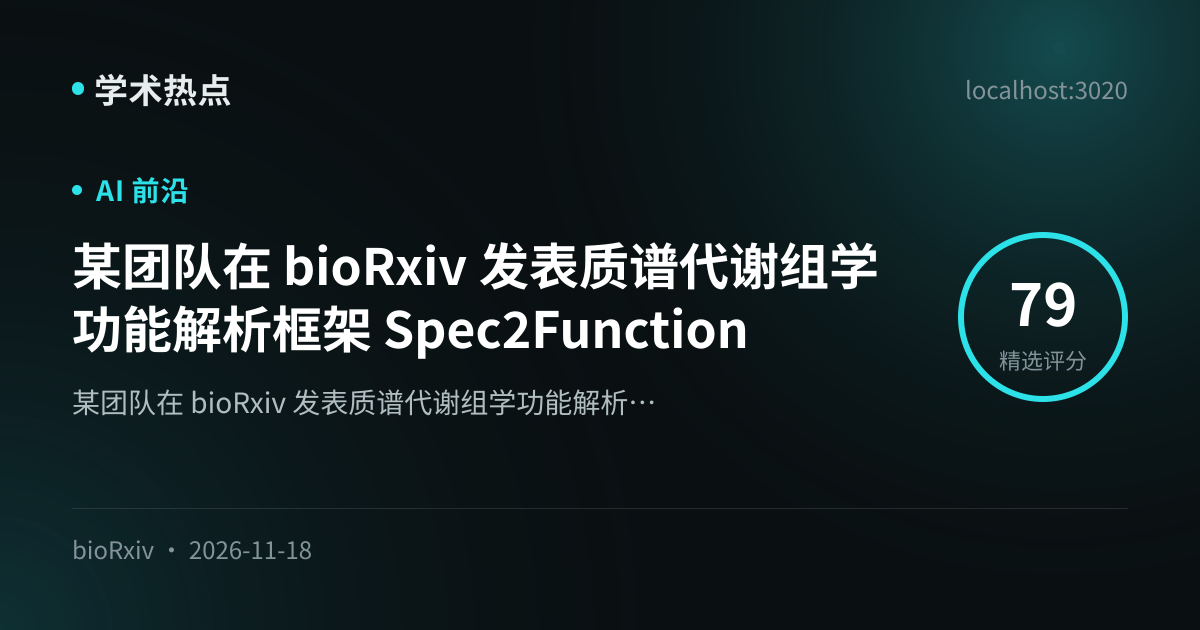 学术热点
localhost:3020
AI 前沿
某团队在 bioRxiv 发表质谱代谢组学
功能解析框架 Spec2Function
79
精选评分
某团队在 bioRxiv 发表质谱代谢组学功能解析…
bioRxiv · 2026-11-18